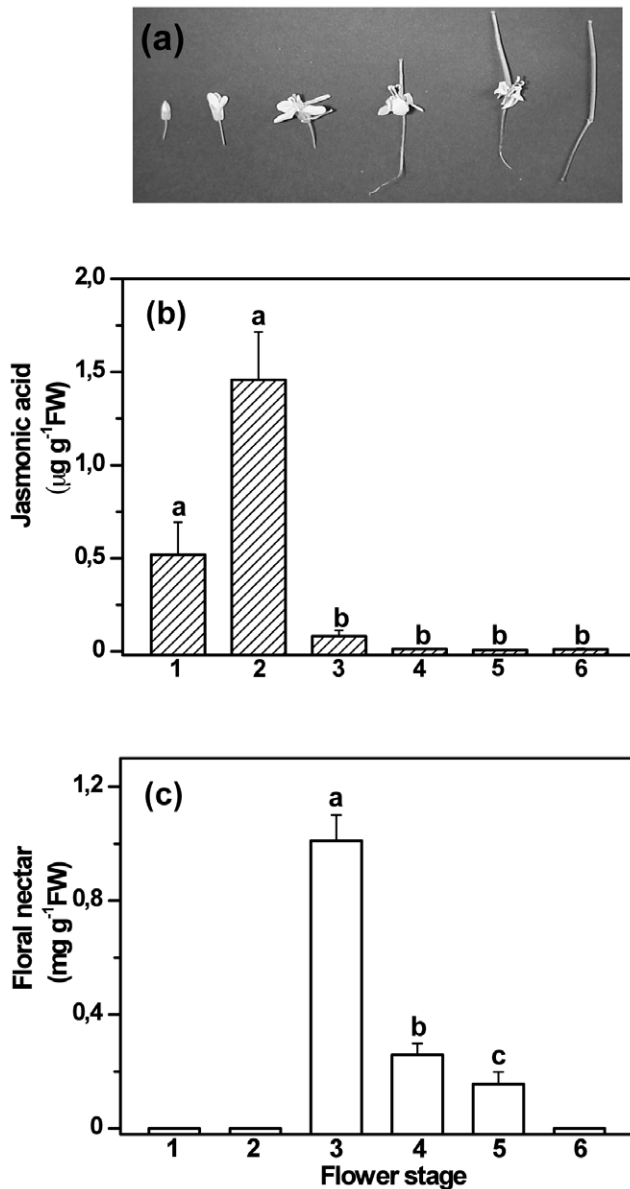 (a)
2,0
(b)
a
a
1,5
1,0
0,5
b
b
b
b
0
1
2
3
4
5
6
Jasmonic acid
(µg g⁻¹FW)
(c)
1,2
a
0,8
0,4
b
c
0
1
2
3
4
5
6
Floral nectar
(mg g⁻¹FW)
Flower stage